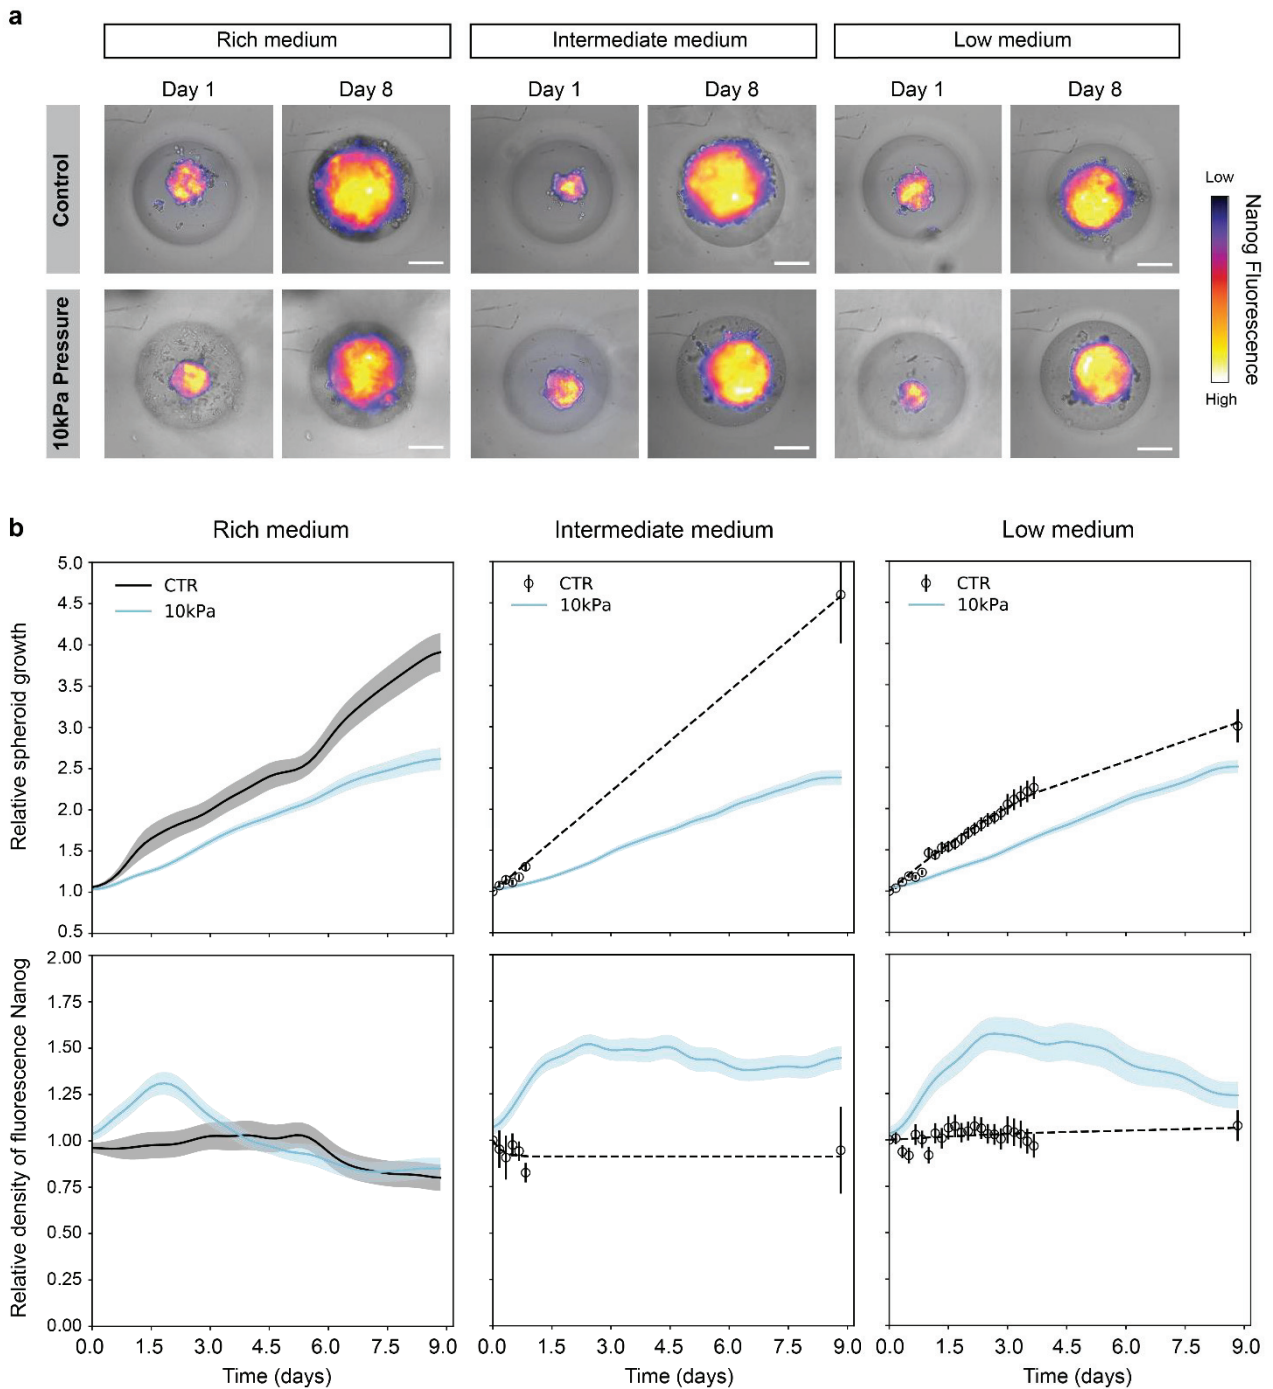 a
Rich medium
Intermediate medium
Low medium
Day 1
Day 8
Day 1
Day 8
Day 1
Day 8
Control
10kPa Pressure
Low
Nanog Fluorescence
High
b
Rich medium
Intermediate medium
Low medium
Relative spheroid growth
5.0
4.5
4.0
3.5
3.0
2.5
2.0
1.5
1.0
0.5
CTR
10kPa
CTR
10kPa
CTR
10kPa
Relative density of fluorescence Nanog
2.00
1.75
1.50
1.25
1.00
0.75
0.50
0.25
0.00
0.0 1.5 3.0 4.5 6.0 7.5 9.0
0.0 1.5 3.0 4.5 6.0 7.5 9.0
0.0 1.5 3.0 4.5 6.0 7.5 9.0
Time (days)
Time (days)
Time (days)